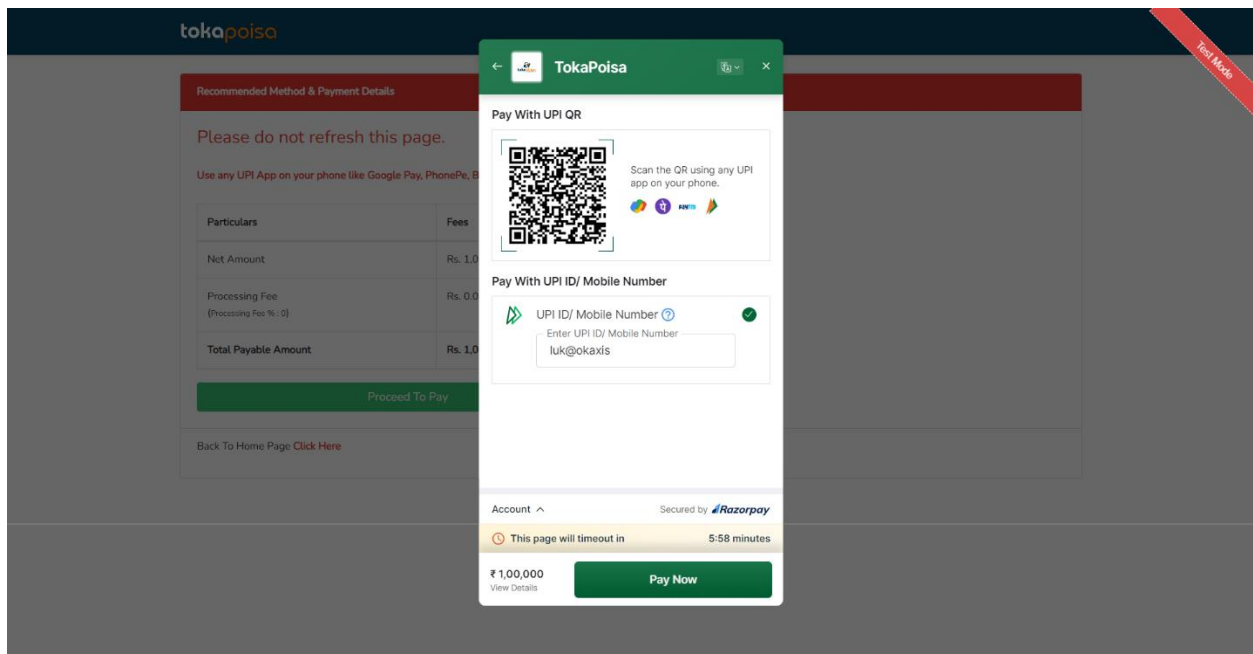 tokapoisa
Test Mode
Recommended Method & Payment Details
Please do not refresh this page.
Use any UPI App on your phone like Google Pay, PhonePe, B
Particulars Fees
Net Amount Rs. 1,0
Processing Fee Rs. 0.0
(Processing Fee % : 0)
Total Payable Amount Rs. 1,0
Proceed To Pay
Back To Home Page Click Here
TokaPoisa
Pay With UPI QR
Scan the QR using any UPI
app on your phone.
Pay With UPI ID/ Mobile Number
UPI ID/ Mobile Number
Enter UPI ID/ Mobile Number
luk@okaxis
Account
Secured by Razorpay
This page will timeout in 5:58 minutes
₹ 1,00,000
View Details
Pay Now